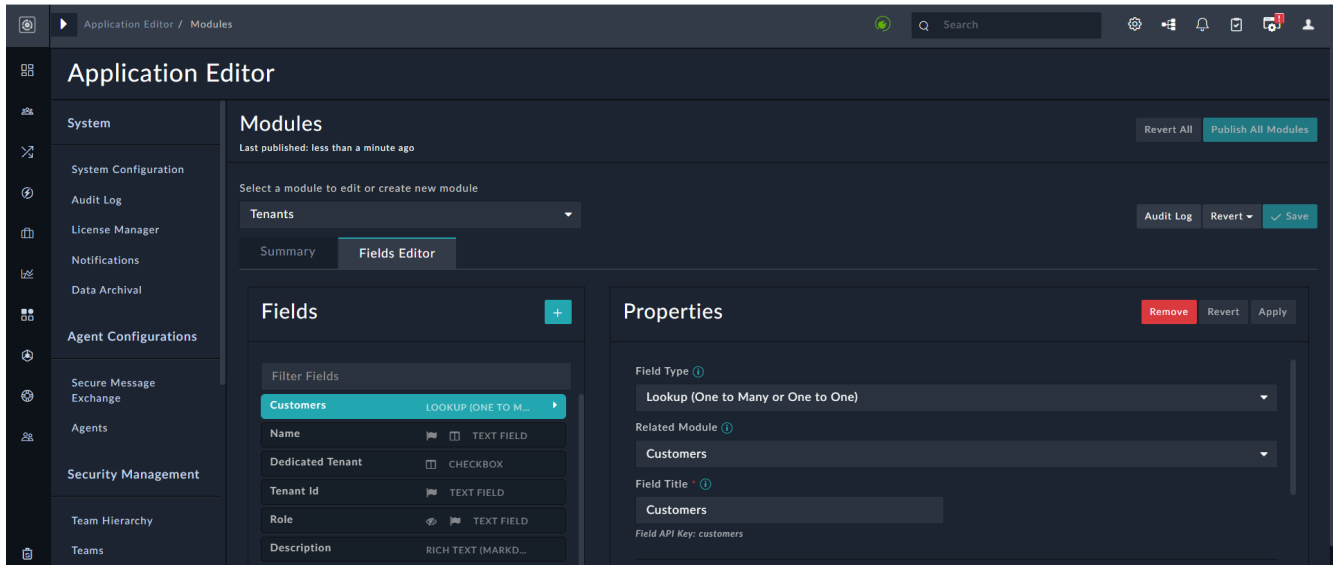 Application Editor / Modules
Search
Application Editor
System
System Configuration
Audit Log
License Manager
Notifications
Data Archival
Agent Configurations
Secure Message
Exchange
Agents
Security Management
Team Hierarchy
Teams
Modules
Last published: less than a minute ago
Revert All
Publish All Modules
Select a module to edit or create new module
Tenants
Audit Log
Revert
Save
Summary
Fields Editor
Fields
+
Filter Fields
Customers LOOKUP (ONE TO M...
Name TEXT FIELD
Dedicated Tenant CHECKBOX
Tenant Id TEXT FIELD
Role TEXT FIELD
Description RICH TEXT (MARKD...
Properties
Remove
Revert
Apply
Field Type
Lookup (One to Many or One to One)
Related Module
Customers
Field Title *
Customers
Field API Key: customers